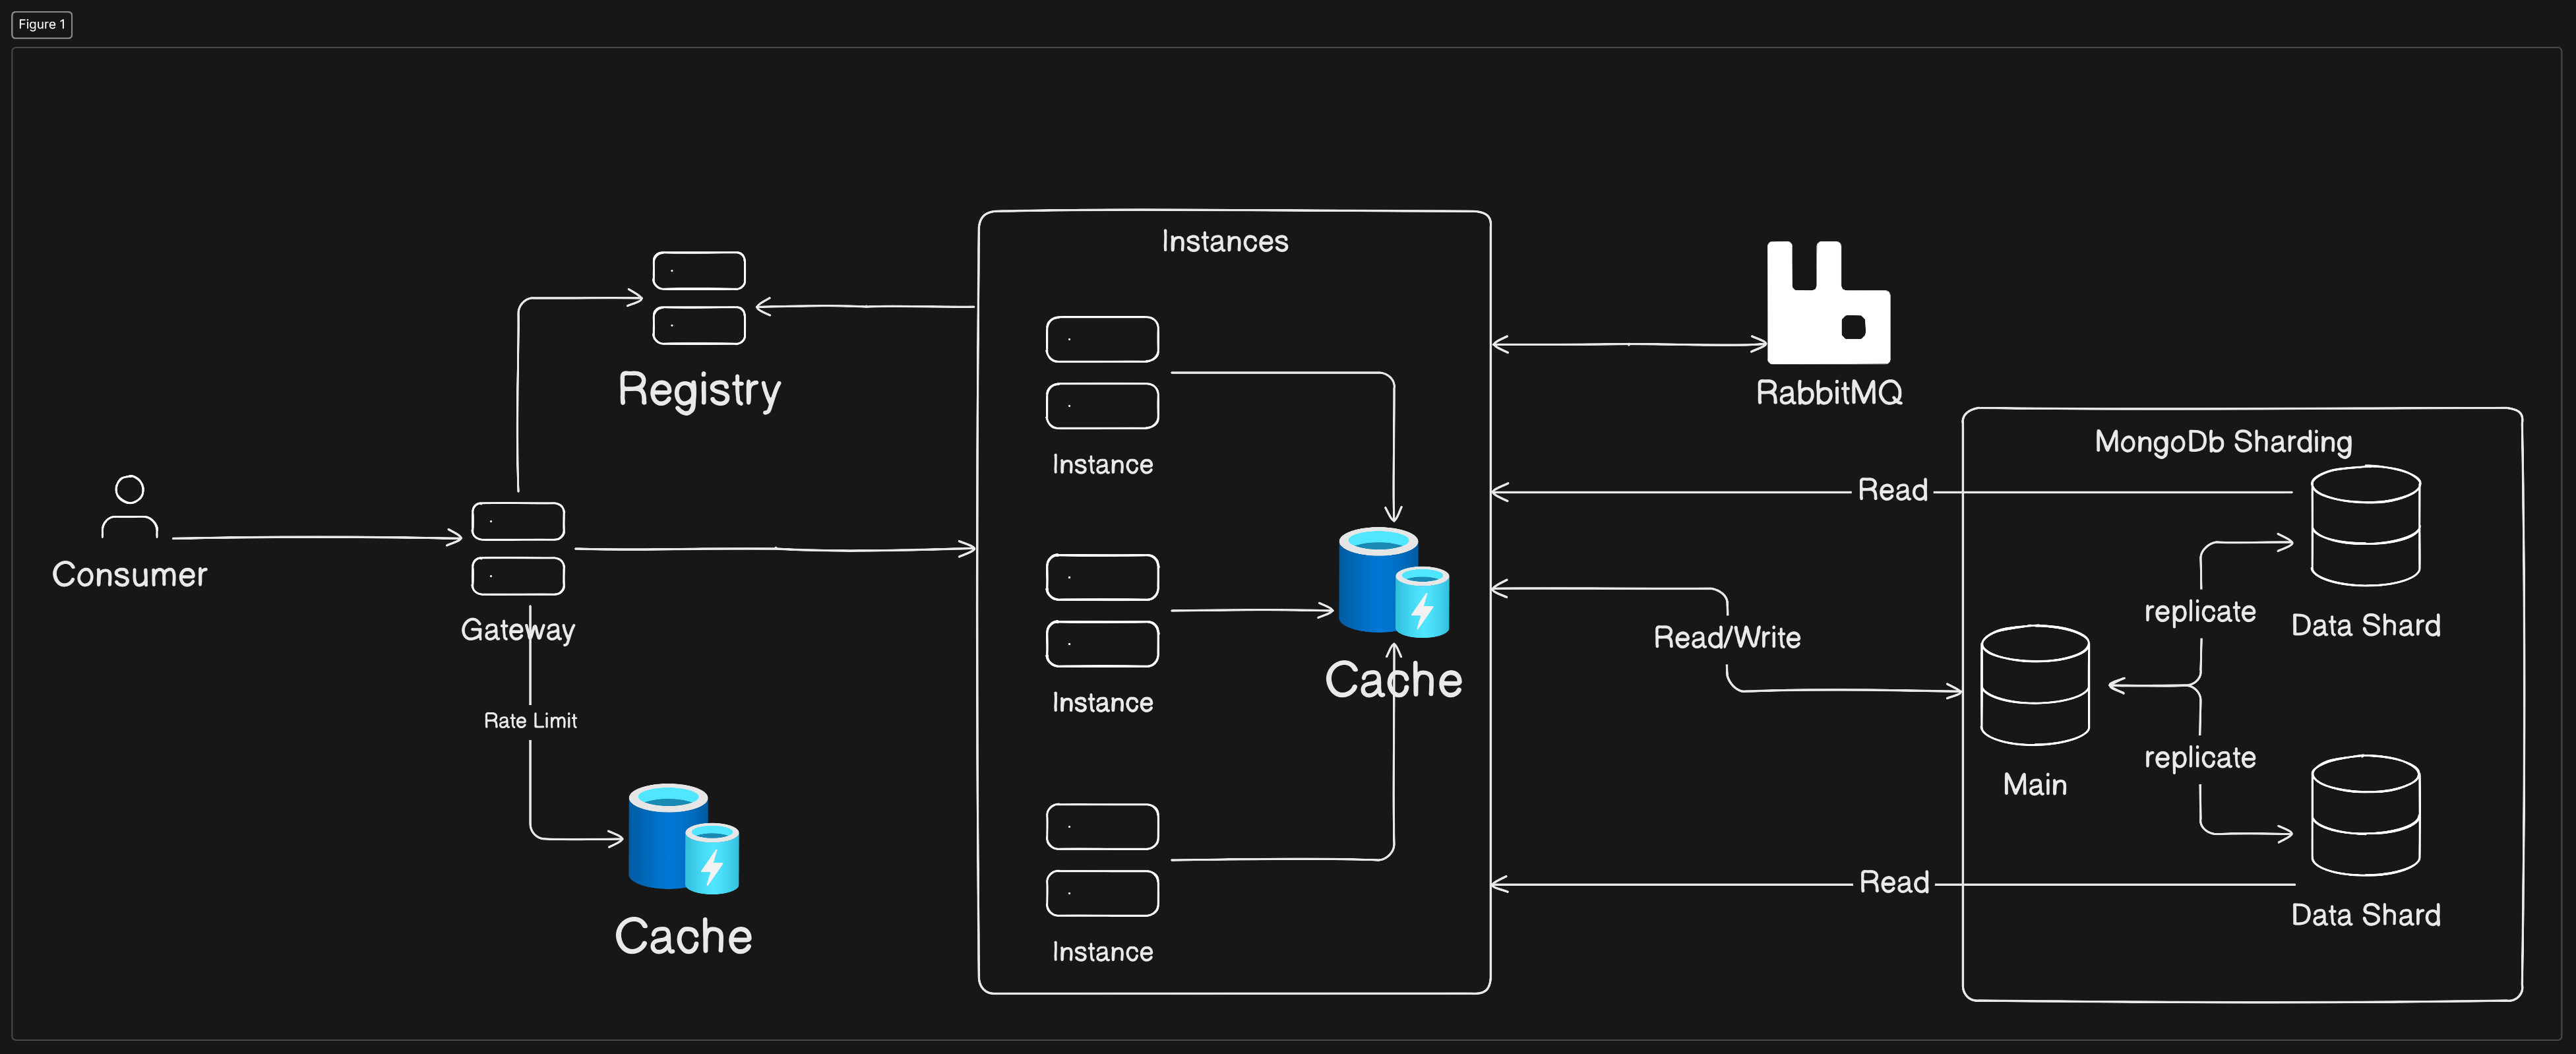 Figure 1
Instances
Registry
Instance
RabbitMQ
MongoDb Sharding
Read
Consumer
Gateway
Rate Limit
Cache
Instance
Cache
Instance
Read/Write
replicate
Data Shard
Main
replicate
Read
Data Shard